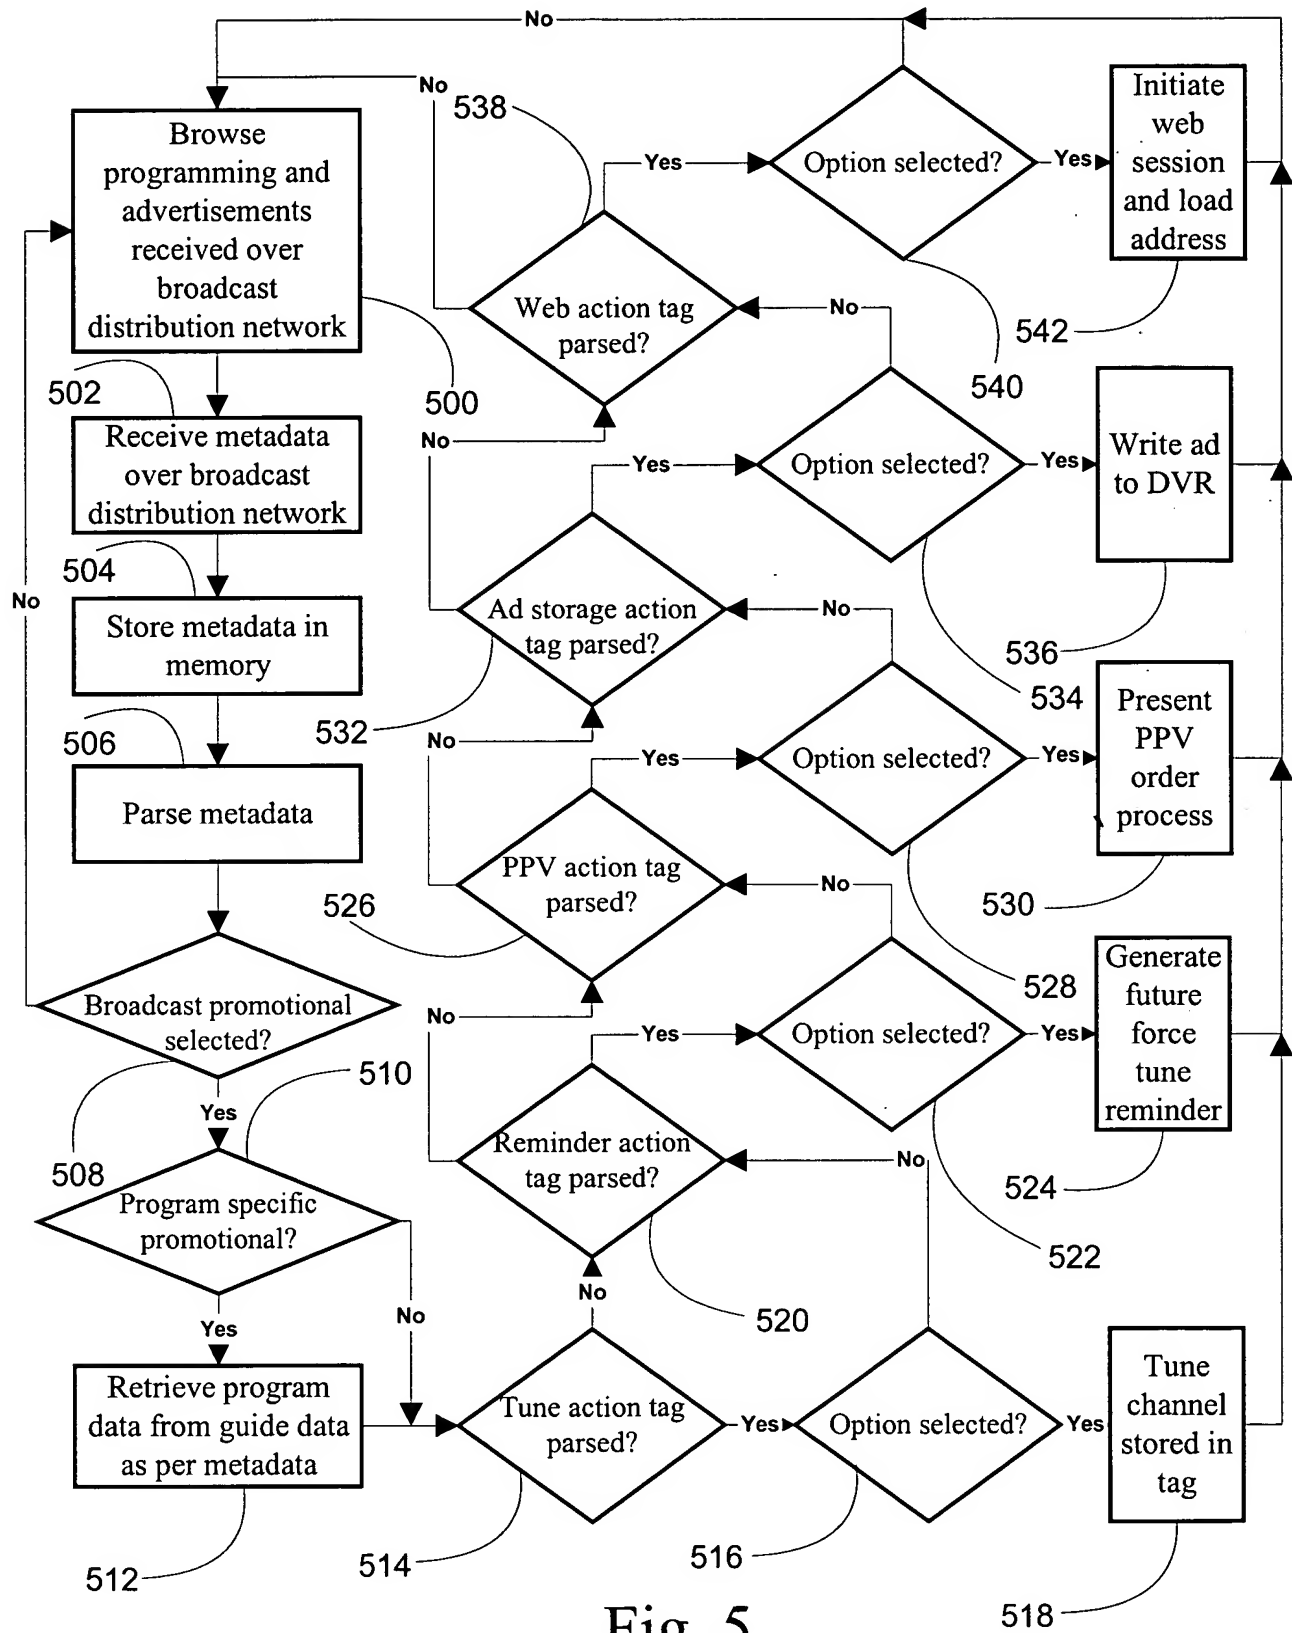 No
No
538
Browse
programming and
advertisements
received over
broadcast
distribution network
Yes
Option selected?
Yes
Initiate
web
session
and load
address
Web action tag
parsed?
No
542
540
502
500
Receive metadata
over broadcast
distribution network
No
Yes
Option selected?
Yes
Write ad
to DVR
504
No
Store metadata in
memory
Ad storage action
tag parsed?
No
536
534
532
506
No
Parse metadata
Yes
Option selected?
Yes
Present
PPV
order
process
PPV action tag
parsed?
No
526
530
528
Broadcast promotional
selected?
No
Yes
Option selected?
Yes
Generate
future
force
tune
reminder
510
Yes
508
Reminder action
tag parsed?
No
524
522
Program specific
promotional?
No
No
520
Yes
Retrieve program
data from guide data
as per metadata
Tune action tag
parsed?
Yes
Option selected?
Yes
Tune
channel
stored in
tag
512
514
516
518
Fig. 5